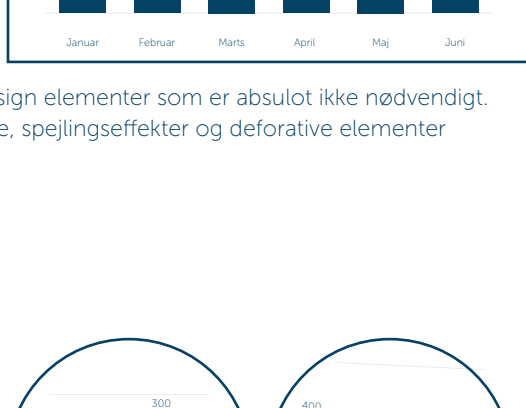 Januar Februar Marts April Maj Juni
sign elementer som er absulot ikke nødvendigt.
e, spejlingseffekter og deforative elementer
300
400